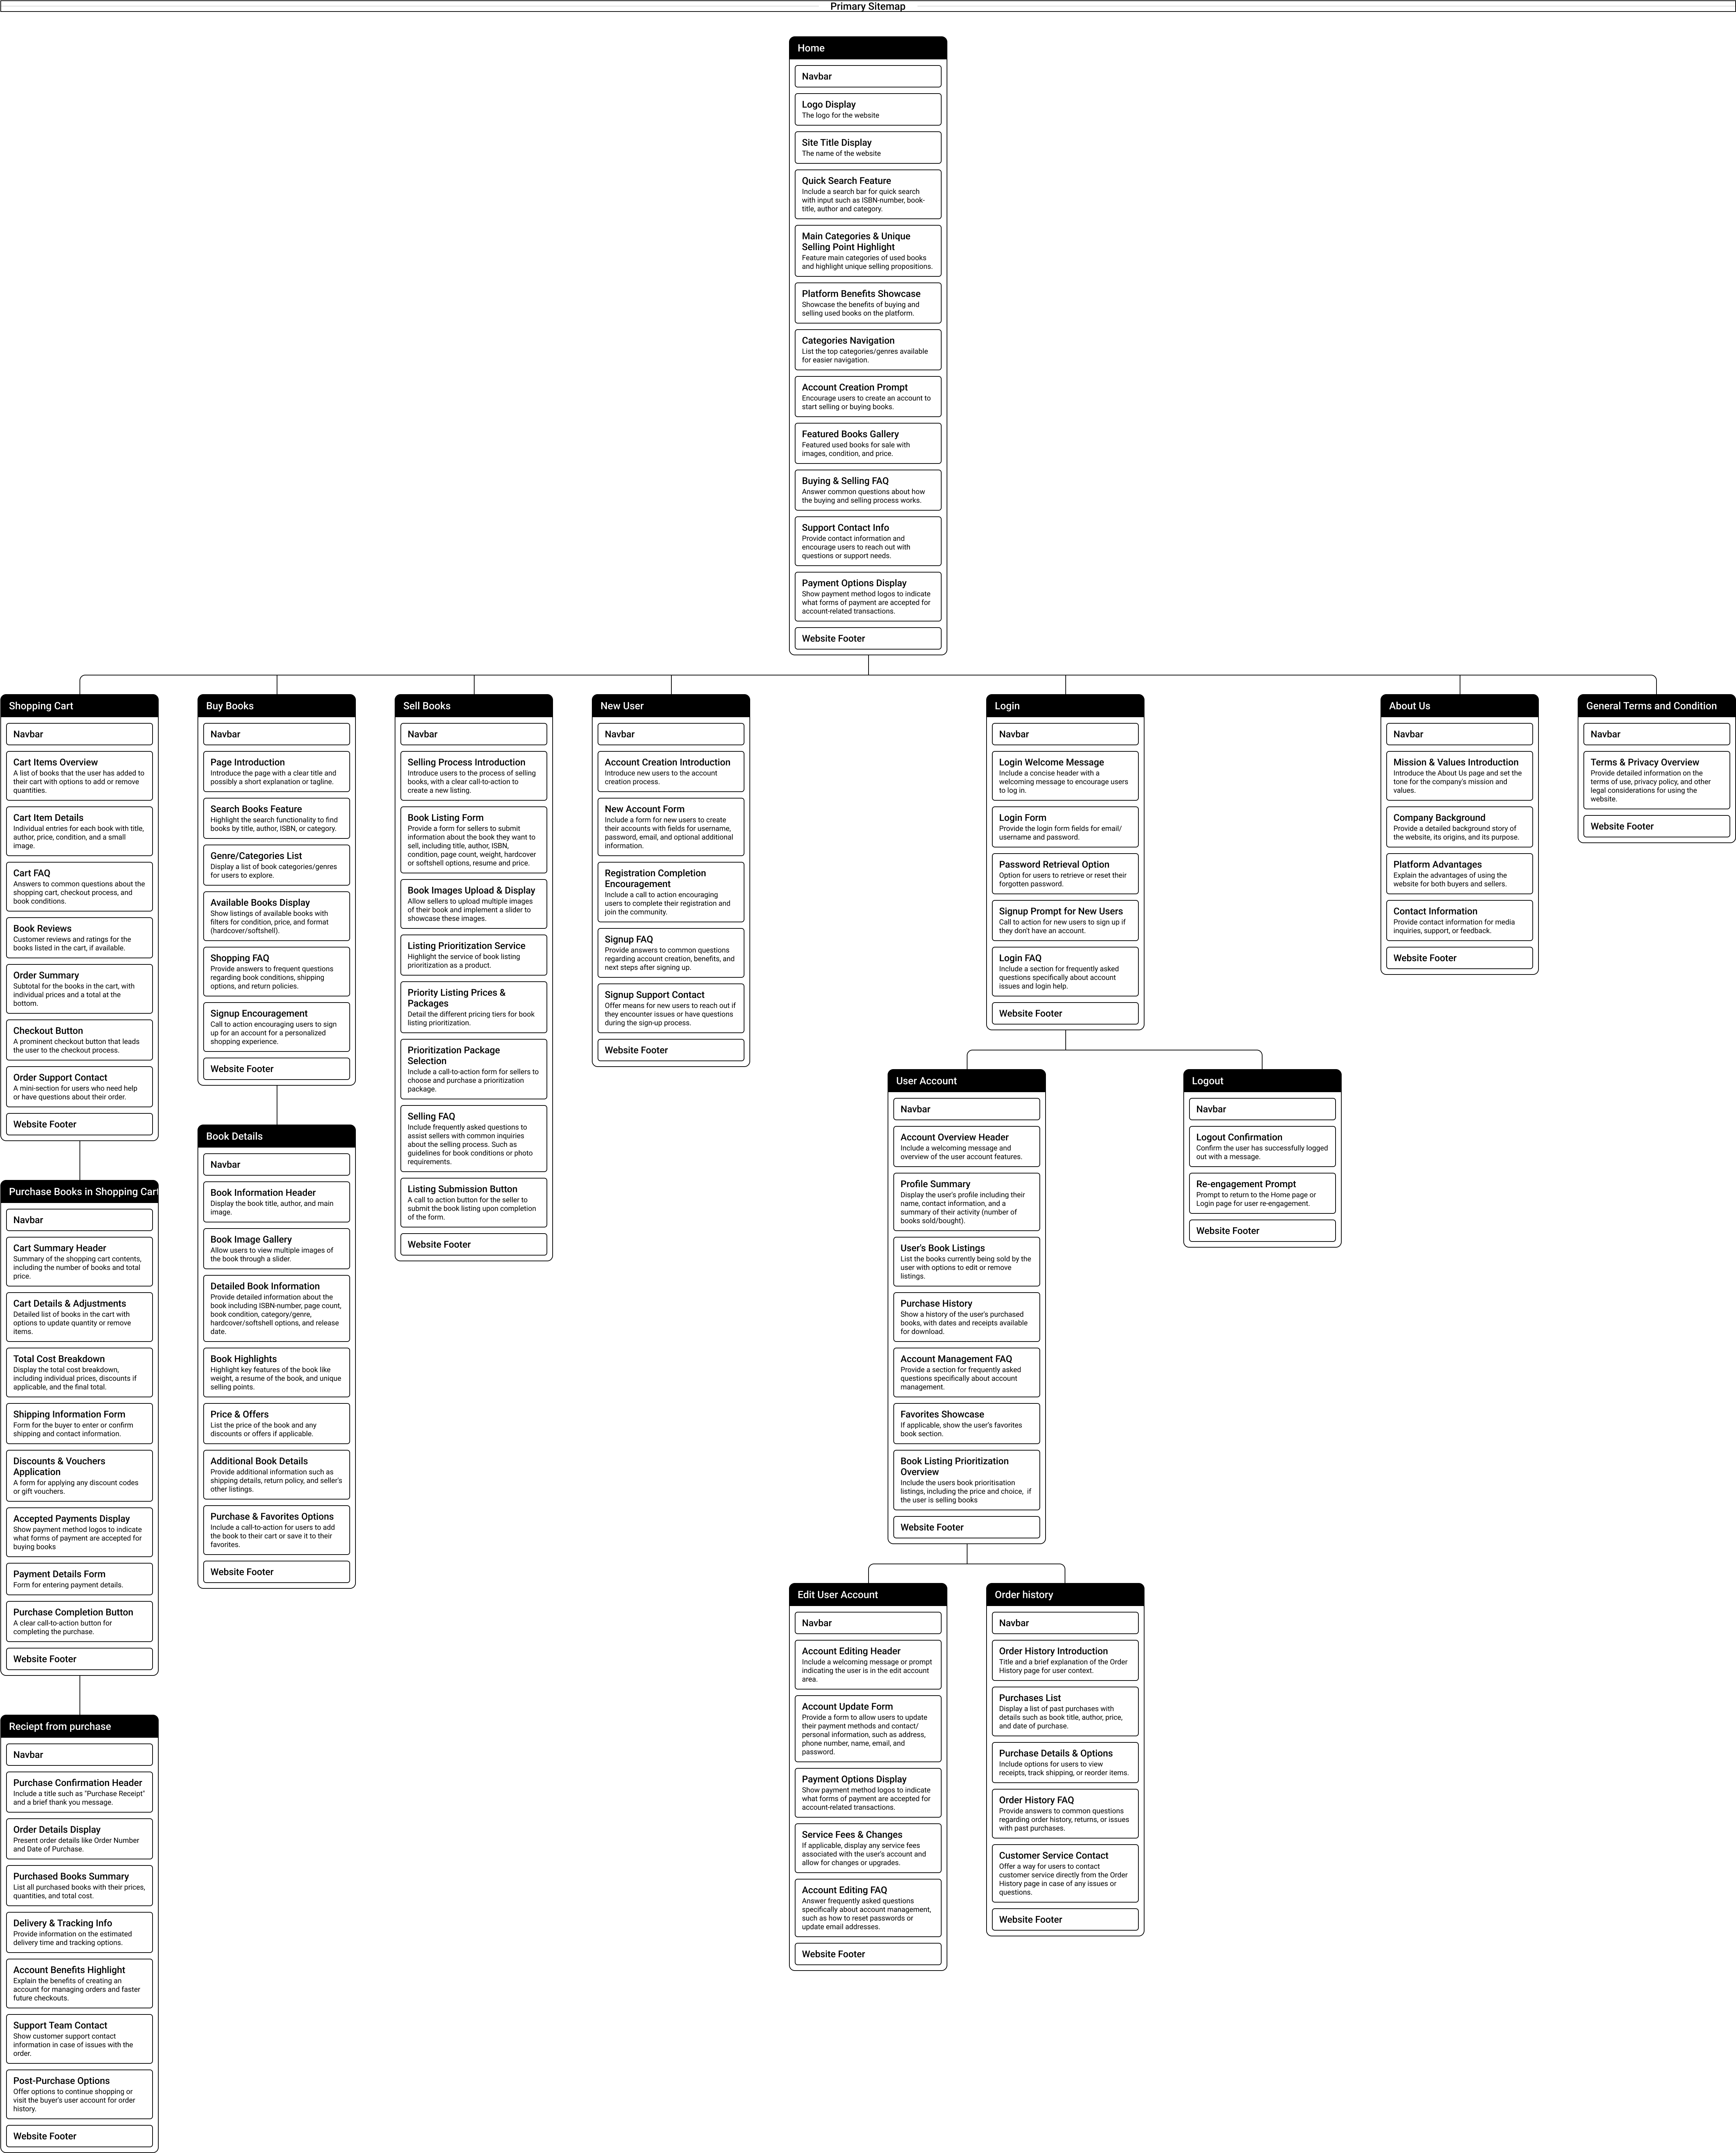 Primary Sitemap
Home
Navbar
Logo Display
The logo for the website
Site Title Display
The name of the website
Quick Search Feature
Include a search bar for quick search
with input such as ISBN-number, book-
title, author and category.
Main Categories & Unique
Selling Point Highlight
Feature main categories of used books
and highlight unique selling propositions.
Platform Benefits Showcase
Showcase the benefits of buying and
selling used books on the platform.
Categories Navigation
List the top categories/genres available
for easier navigation.
Account Creation Prompt
Encourage users to create an account to
start selling or buying books.
Featured Books Gallery
Featured used books for sale with
images, condition, and price.
Buying & Selling FAQ
Answer common questions about how
the buying and selling process works.
Support Contact Info
Provide contact information and
encourage users to reach out with
questions or support needs.
Payment Options Display
Show payment method logos to indicate
what forms of payment are accepted for
account-related transactions.
Website Footer
Shopping Cart
Navbar
Cart Items Overview
A list of books that the user has added to
their cart with options to add or remove
quantities.
Cart Item Details
Individual entries for each book with title,
author, price, condition, and a small
image.
Cart FAQ
Answers to common questions about the
shopping cart, checkout process, and
book conditions.
Book Reviews
Customer reviews and ratings for the
books listed in the cart, if available.
Order Summary
Subtotal for the books in the cart, with
individual prices and a total at the
bottom.
Checkout Button
A prominent checkout button that leads
the user to the checkout process.
Order Support Contact
A mini-section for users who need help
or have questions about their order.
Website Footer
Purchase Books in Shopping Cart
Navbar
Cart Summary Header
Summary of the shopping cart contents,
including the number of books and total
price.
Cart Details & Adjustments
Detailed list of books in the cart with
options to update quantity or remove
items.
Total Cost Breakdown
Display the total cost breakdown,
including individual prices, discounts if
applicable, and the final total.
Shipping Information Form
Form for the buyer to enter or confirm
shipping and contact information.
Discounts & Vouchers
Application
A form for applying any discount codes
or gift vouchers.
Accepted Payments Display
Show payment method logos to indicate
what forms of payment are accepted for
buying books
Payment Details Form
Form for entering payment details.
Purchase Completion Button
A clear call-to-action button for
completing the purchase.
Website Footer
Reciept from purchase
Navbar
Purchase Confirmation Header
Include a title such as "Purchase Receipt"
and a brief thank you message.
Order Details Display
Present order details like Order Number
and Date of Purchase.
Purchased Books Summary
List all purchased books with their prices,
quantities, and total cost.
Delivery & Tracking Info
Provide information on the estimated
delivery time and tracking options.
Account Benefits Highlight
Explain the benefits of creating an
account for managing orders and faster
future checkouts.
Support Team Contact
Show customer support contact
information in case of issues with the
order.
Post-Purchase Options
Offer options to continue shopping or
visit the buyer's user account for order
history.
Website Footer
Buy Books
Navbar
Page Introduction
Introduce the page with a clear title and
possibly a short explanation or tagline.
Search Books Feature
Highlight the search functionality to find
books by title, author, ISBN, or category.
Genre/Categories List
Display a list of book categories/genres
for users to explore.
Available Books Display
Show listings of available books with
filters for condition, price, and format
(hardcover/softshell).
Shopping FAQ
Provide answers to frequent questions
regarding book conditions, shipping
options, and return policies.
Signup Encouragement
Call to action encouraging users to sign
up for an account for a personalized
shopping experience.
Website Footer
Book Details
Navbar
Book Information Header
Display the book title, author, and main
image.
Book Image Gallery
Allow users to view multiple images of
the book through a slider.
Detailed Book Information
Provide detailed information about the
book including ISBN-number, page count,
book condition, category/genre,
hardcover/softshell options, and release
date.
Book Highlights
Highlight key features of the book like
weight, a resume of the book, and unique
selling points.
Price & Offers
List the price of the book and any
discounts or offers if applicable.
Additional Book Details
Provide additional information such as
shipping details, return policy, and seller's
other listings.
Purchase & Favorites Options
Include a call-to-action for users to add
the book to their cart or save it to their
favorites.
Website Footer
Sell Books
Navbar
Selling Process Introduction
Introduce users to the process of selling
books, with a clear call-to-action to
create a new listing.
Book Listing Form
Provide a form for sellers to submit
information about the book they want to
sell, including title, author, ISBN,
condition, page count, weight, hardcover
or softshell options, resume and price.
Book Images Upload & Display
Allow sellers to upload multiple images
of their book and implement a slider to
showcase these images.
Listing Prioritization Service
Highlight the service of book listing
prioritization as a product.
Priority Listing Prices &
Packages
Detail the different pricing tiers for book
listing prioritization.
Prioritization Package
Selection
Include a call-to-action form for sellers to
choose and purchase a prioritization
package.
Selling FAQ
Include frequently asked questions to
assist sellers with common inquiries
about the selling process. Such as
guidelines for book conditions or photo
requirements.
Listing Submission Button
A call to action button for the seller to
submit the book listing upon completion
of the form.
Website Footer
New User
Navbar
Account Creation Introduction
Introduce new users to the account
creation process.
New Account Form
Include a form for new users to create
their accounts with fields for username,
password, email, and optional additional
information.
Registration Completion
Encouragement
Include a call to action encouraging
users to complete their registration and
join the community.
Signup FAQ
Provide answers to common questions
regarding account creation, benefits, and
next steps after signing up.
Signup Support Contact
Offer means for new users to reach out if
they encounter issues or have questions
during the sign-up process.
Website Footer
Login
Navbar
Login Welcome Message
Include a concise header with a
welcoming message to encourage users
to log in.
Login Form
Provide the login form fields for email/
username and password.
Password Retrieval Option
Option for users to retrieve or reset their
forgotten password.
Signup Prompt for New Users
Call to action for new users to sign up if
they don't have an account.
Login FAQ
Include a section for frequently asked
questions specifically about account
issues and login help.
Website Footer
User Account
Navbar
Account Overview Header
Include a welcoming message and
overview of the user account features.
Profile Summary
Display the user's profile including their
name, contact information, and a
summary of their activity (number of
books sold/bought).
User's Book Listings
List the books currently being sold by the
user with options to edit or remove
listings.
Purchase History
Show a history of the user's purchased
books, with dates and receipts available
for download.
Account Management FAQ
Provide a section for frequently asked
questions specifically about account
management.
Favorites Showcase
If applicable, show the user's favorites
book section.
Book Listing Prioritization
Overview
Include the users book prioritisation
listings, including the price and choice, if
the user is selling books
Website Footer
Logout
Navbar
Logout Confirmation
Confirm the user has successfully logged
out with a message.
Re-engagement Prompt
Prompt to return to the Home page or
Login page for user re-engagement.
Website Footer
Edit User Account
Navbar
Account Editing Header
Include a welcoming message or prompt
indicating the user is in the edit account
area.
Account Update Form
Provide a form to allow users to update
their payment methods and contact/
personal information, such as address,
phone number, name, email, and
password.
Payment Options Display
Show payment method logos to indicate
what forms of payment are accepted for
account-related transactions.
Service Fees & Changes
If applicable, display any service fees
associated with the user's account and
allow for changes or upgrades.
Account Editing FAQ
Answer frequently asked questions
specifically about account management,
such as how to reset passwords or
update email addresses.
Website Footer
Order history
Navbar
Order History Introduction
Title and a brief explanation of the Order
History page for user context.
Purchases List
Display a list of past purchases with
details such as book title, author, price,
and date of purchase.
Purchase Details & Options
Include options for users to view
receipts, track shipping, or reorder items.
Order History FAQ
Provide answers to common questions
regarding order history, returns, or issues
with past purchases.
Customer Service Contact
Offer a way for users to contact
customer service directly from the Order
History page in case of any issues or
questions.
Website Footer
About Us
Navbar
Mission & Values Introduction
Introduce the About Us page and set the
tone for the company's mission and
values.
Company Background
Provide a detailed background story of
the website, its origins, and its purpose.
Platform Advantages
Explain the advantages of using the
website for both buyers and sellers.
Contact Information
Provide contact information for media
inquiries, support, or feedback.
Website Footer
General Terms and Condition
Navbar
Terms & Privacy Overview
Provide detailed information on the
terms of use, privacy policy, and other
legal considerations for using the
website.
Website Footer